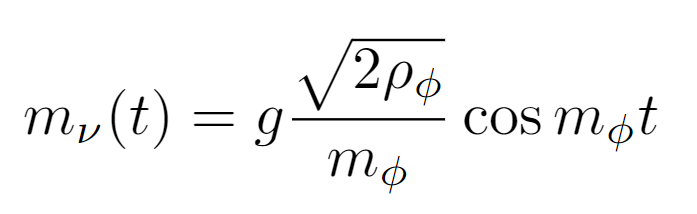 m_ν(t) = g \frac{\sqrt{2ρ_ϕ}}{m_ϕ} cos m_ϕ t